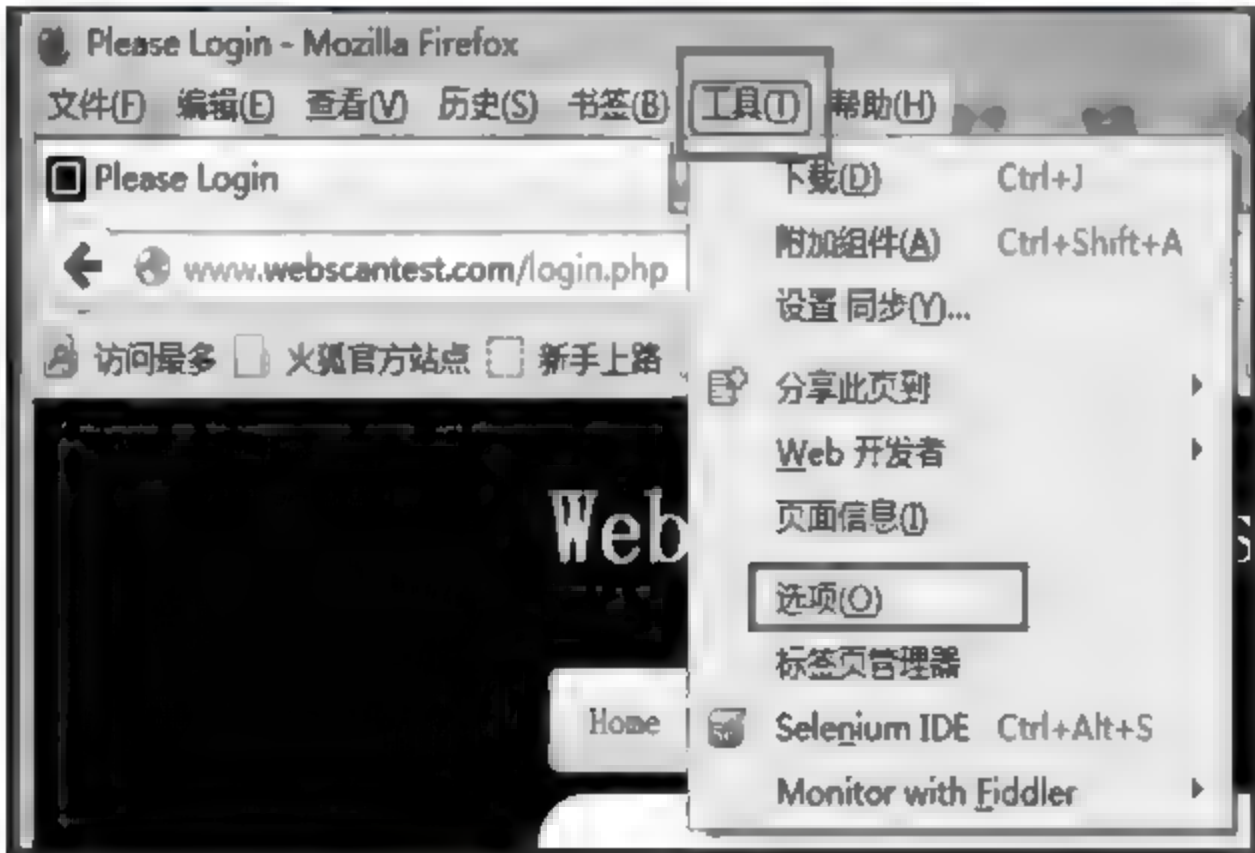 Please Login - Mozilla Firefox
文件(F) 编辑(E) 查看(V) 历史(S) 书签(B) 工具(T) 帮助(H)
Please Login
www.webscantest.com/login.php
访问最多 火狐官方站点 新手上路
下载(D) Ctrl+J
附加组件(A) Ctrl+Shift+A
设置 同步(Y)...
分享此页到
Web 开发者
页面信息(I)
选项(O)
标签页管理器
Selenium IDE Ctrl+Alt+S
Monitor with Fiddler
Web
Home